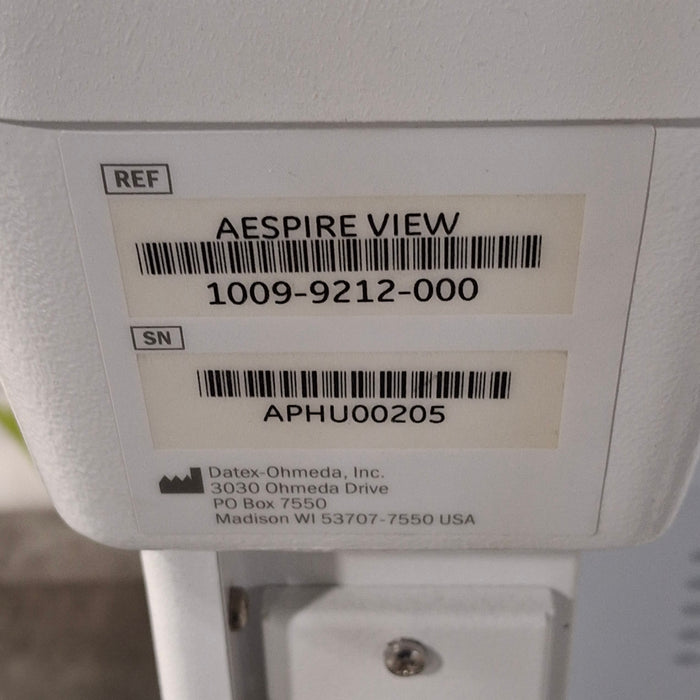 REF
AESPIRE VIEW
1009-9212-000
SN
APHU00205
Datex-Ohmeda, Inc.
3030 Ohmeda Drive
PO Box 7550
Madison WI 53707-7550 USA